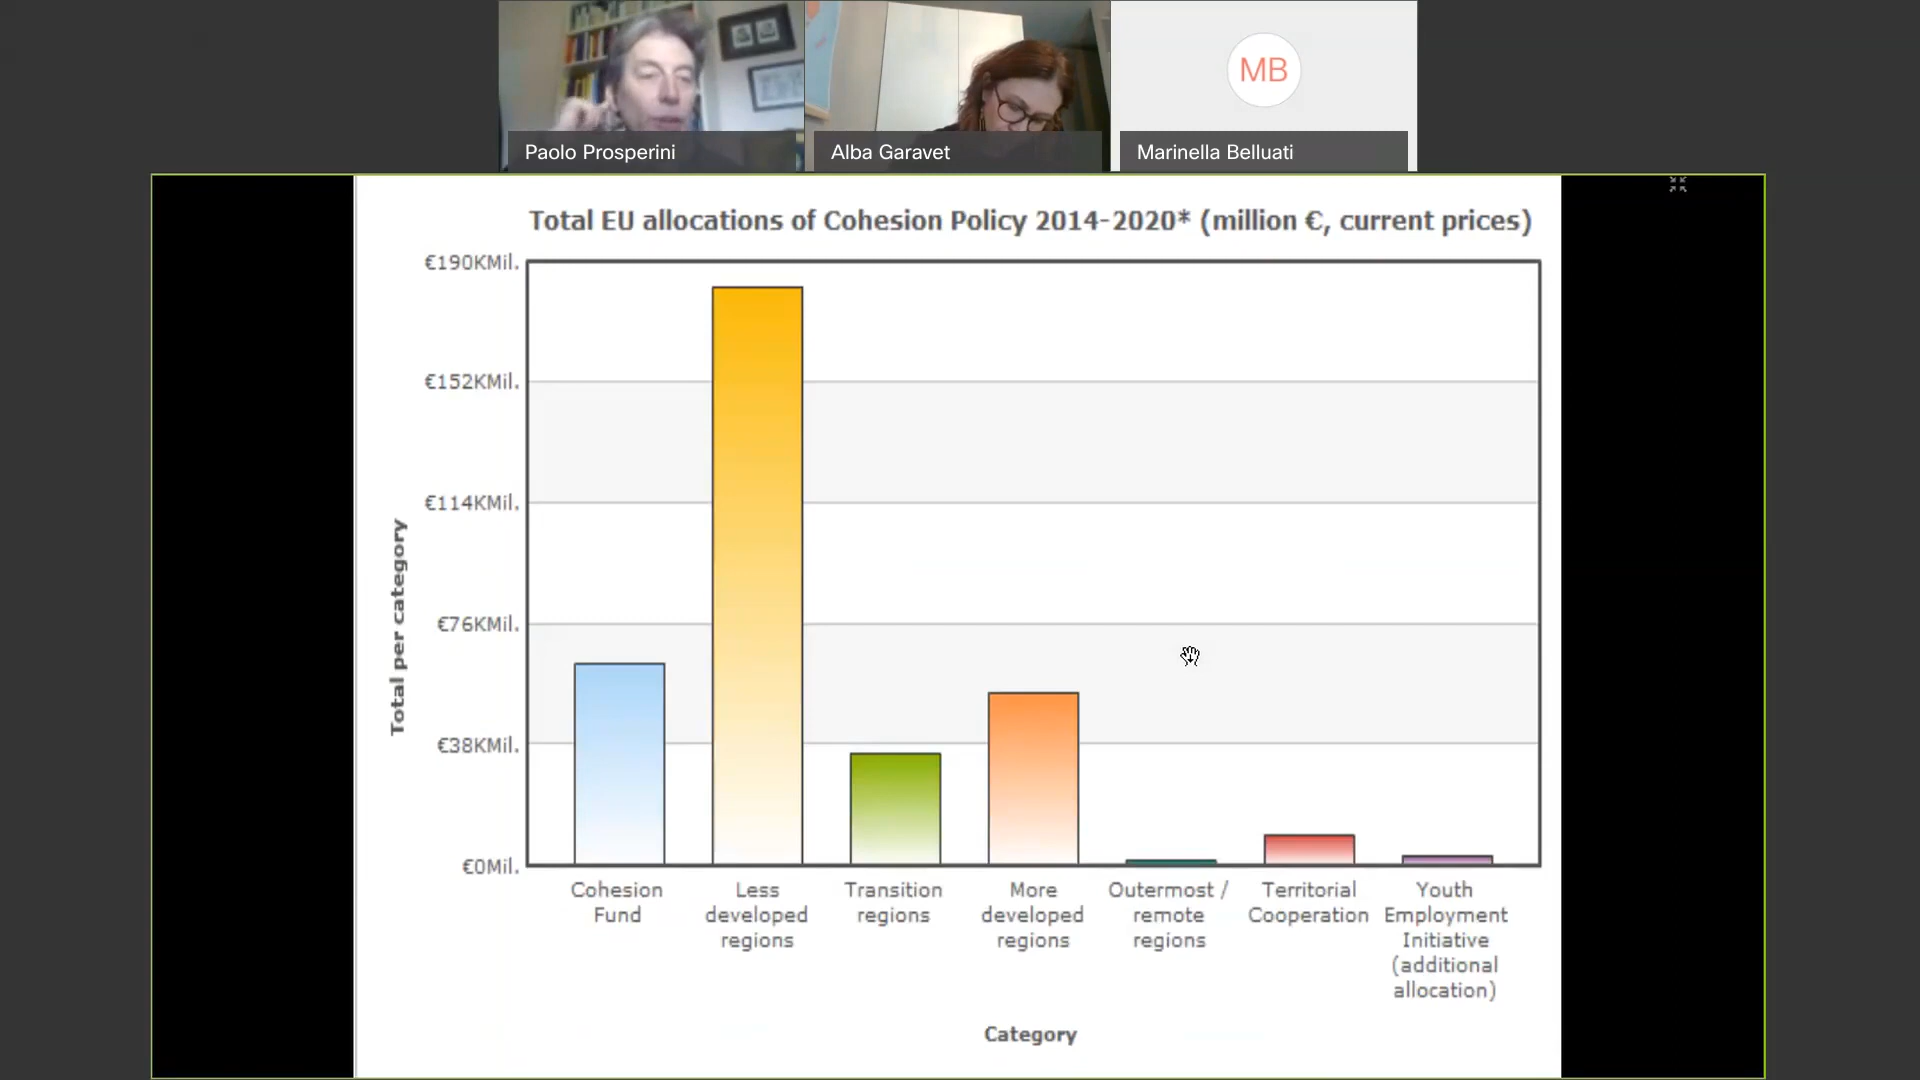 MB
Paolo Prosperini
Alba Garavet
Marinella Belluati
Total EU allocations of Cohesion Policy 2014-2020* (million €, current prices)
€190KMil.
€152KMil.
€114KMil.
€76KMil.
€38KMil.
€0Mil.
Total per category
Cohesion
Fund
Less
developed
regions
Transition
regions
More
developed
regions
Outermost /
remote
regions
Territorial
Cooperation
Youth
Employment
Initiative
(additional
allocation)
Category